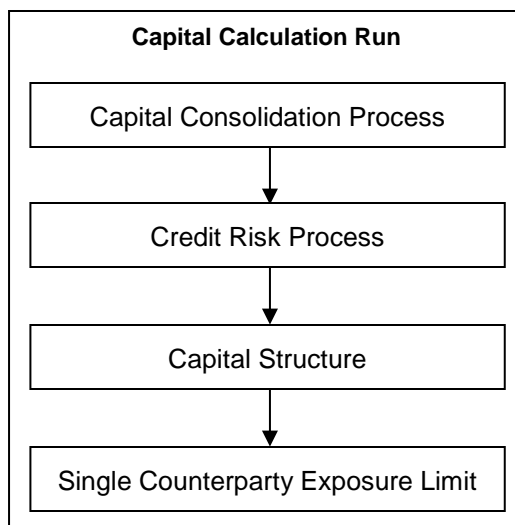 Capital Calculation Run
Capital Consolidation Process
Credit Risk Process
Capital Structure
Single Counterparty Exposure Limit